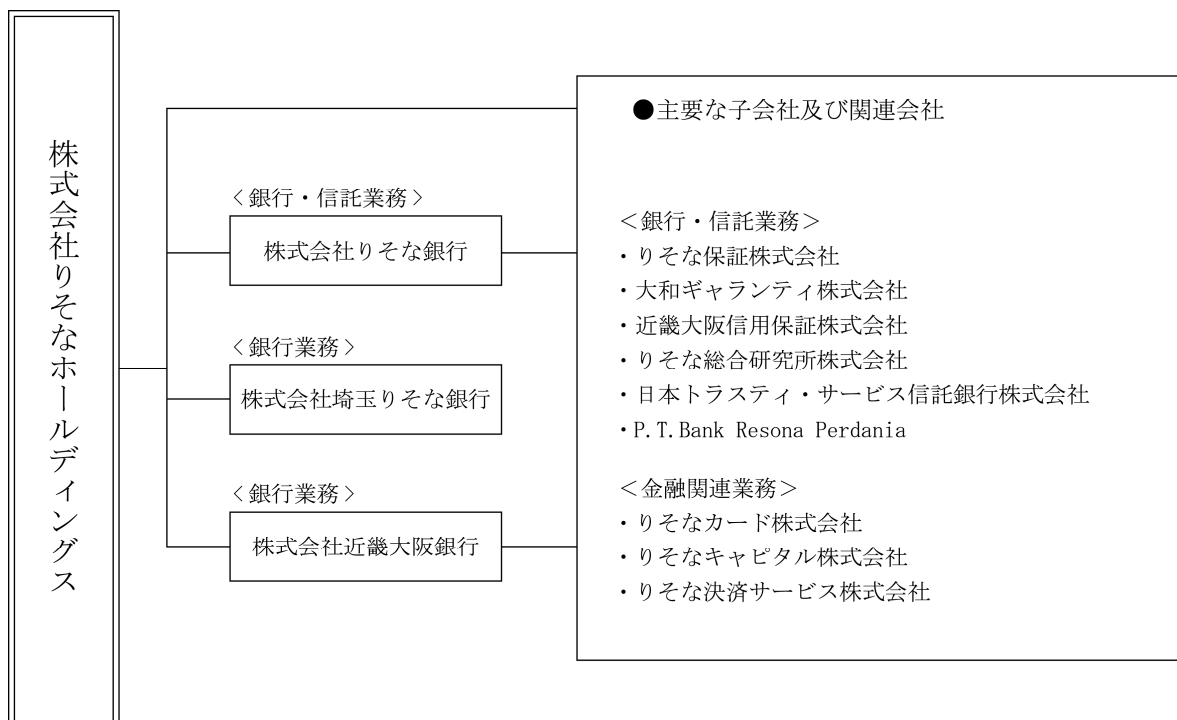 株式会社りそなホールディングス
<銀行・信託業務>
株式会社りそな銀行
<銀行業務>
株式会社埼玉りそな銀行
<銀行業務>
株式会社近畿大阪銀行
●主要な子会社及び関連会社
<銀行・信託業務>
・りそな保証株式会社
・大和ギャランティ株式会社
・近畿大阪信用保証株式会社
・りそな総合研究所株式会社
・日本トラスティ・サービス信託銀行株式会社
・P.T.Bank Resona Perdania
<金融関連業務>
・りそなカード株式会社
・りそなキャピタル株式会社
・りそな決済サービス株式会社